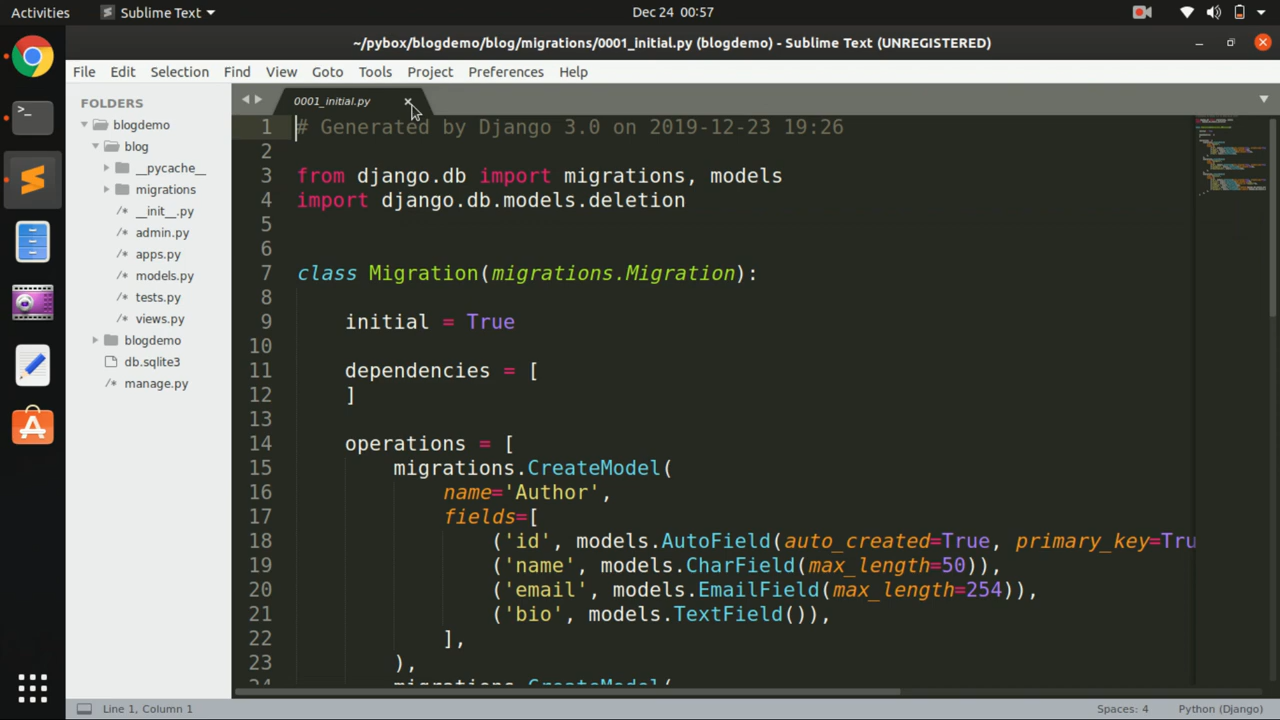 Activities
Sublime Text
Dec 24 00:57
~/pybox/blogdemo/blog/migrations/0001_initial.py (blogdemo) - Sublime Text (UNREGISTERED)
File Edit Selection Find View Goto Tools Project Preferences Help
FOLDERS
blogdemo
blog
__pycache__
migrations
/* __init__.py
/* admin.py
/* apps.py
/* models.py
/* tests.py
/* views.py
blogdemo
db.sqlite3
/* manage.py
0001_initial.py ×
1 # Generated by Django 3.0 on 2019-12-23 19:26
2
3 from django.db import migrations, models
4 import django.db.models.deletion
5
6
7 class Migration(migrations.Migration):
8
9 initial = True
10
11 dependencies = [
12 ]
13
14 operations = [
15 migrations.CreateModel(
16 name='Author',
17 fields=[
18 ('id', models.AutoField(auto_created=True, primary_key=Tru
19 ('name', models.CharField(max_length=50)),
20 ('email', models.EmailField(max_length=254)),
21 ('bio', models.TextField()),
22 ],
23 ),
24 migrations.CreateModel(
Line 1, Column 1
Spaces: 4
Python (Django)